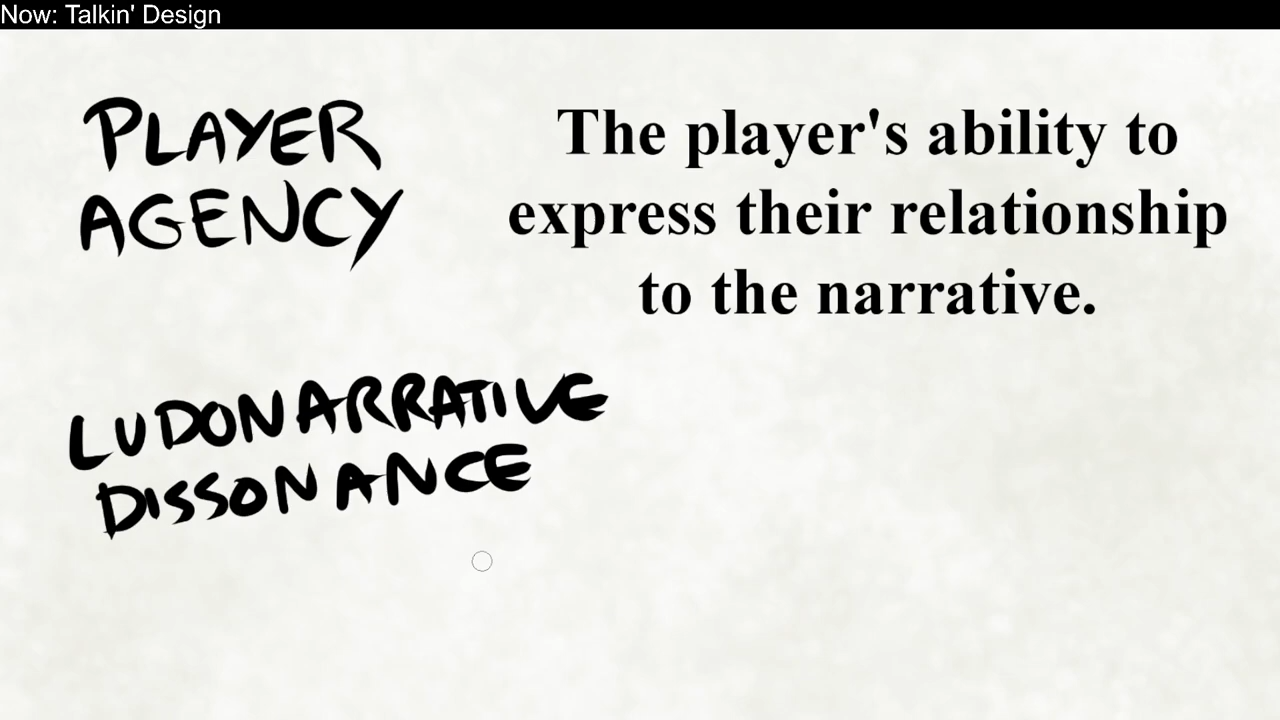 Now: Talkin' Design
PLAYER
AGENCY
The player's ability to
express their relationship
to the narrative.
LUDONARRATIVE
DISSONANCE